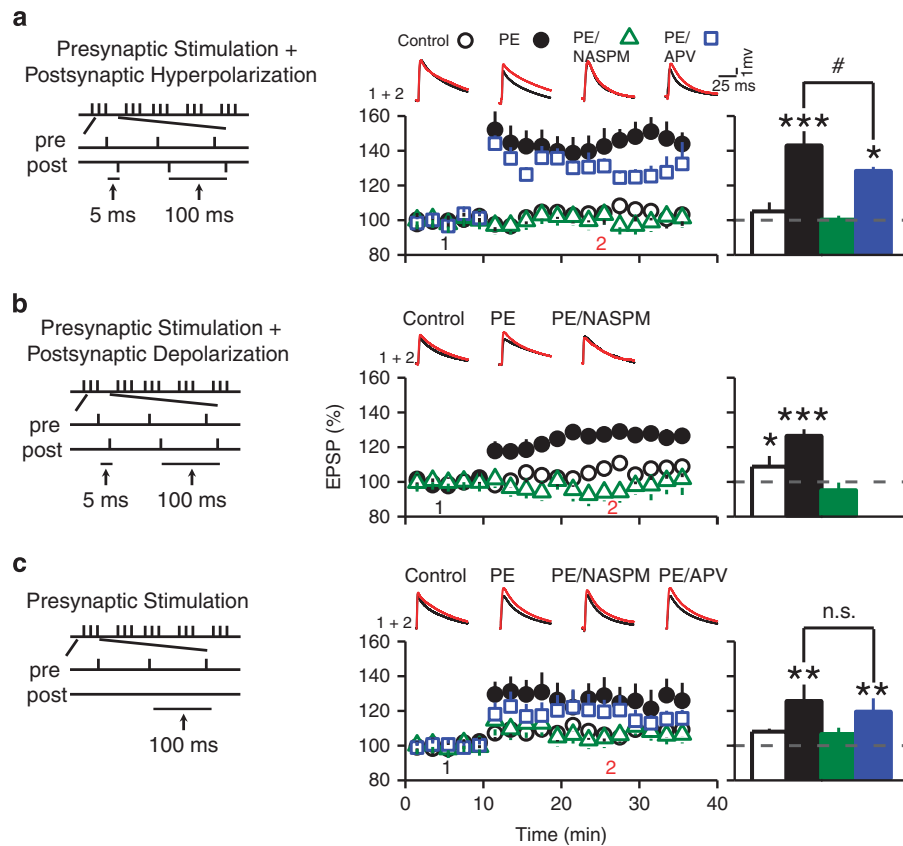 a
Presynaptic Stimulation +
Postsynaptic Hyperpolarization
pre
post
5 ms
100 ms
Control
PE
PE/
NASPM
PE/
APV
25 ms
1mv
1 + 2
160
140
120
100
80
1
2
***
#
*
b
Presynaptic Stimulation +
Postsynaptic Depolarization
pre
post
5 ms
100 ms
Control
PE
PE/NASPM
1 + 2
EPSP (%)
160
140
120
100
80
1
2
*
***
c
Presynaptic Stimulation
pre
post
100 ms
Control
PE
PE/NASPM
PE/APV
1 + 2
160
140
120
100
80
1
2
0
10
20
30
40
Time (min)
**
n.s.
**